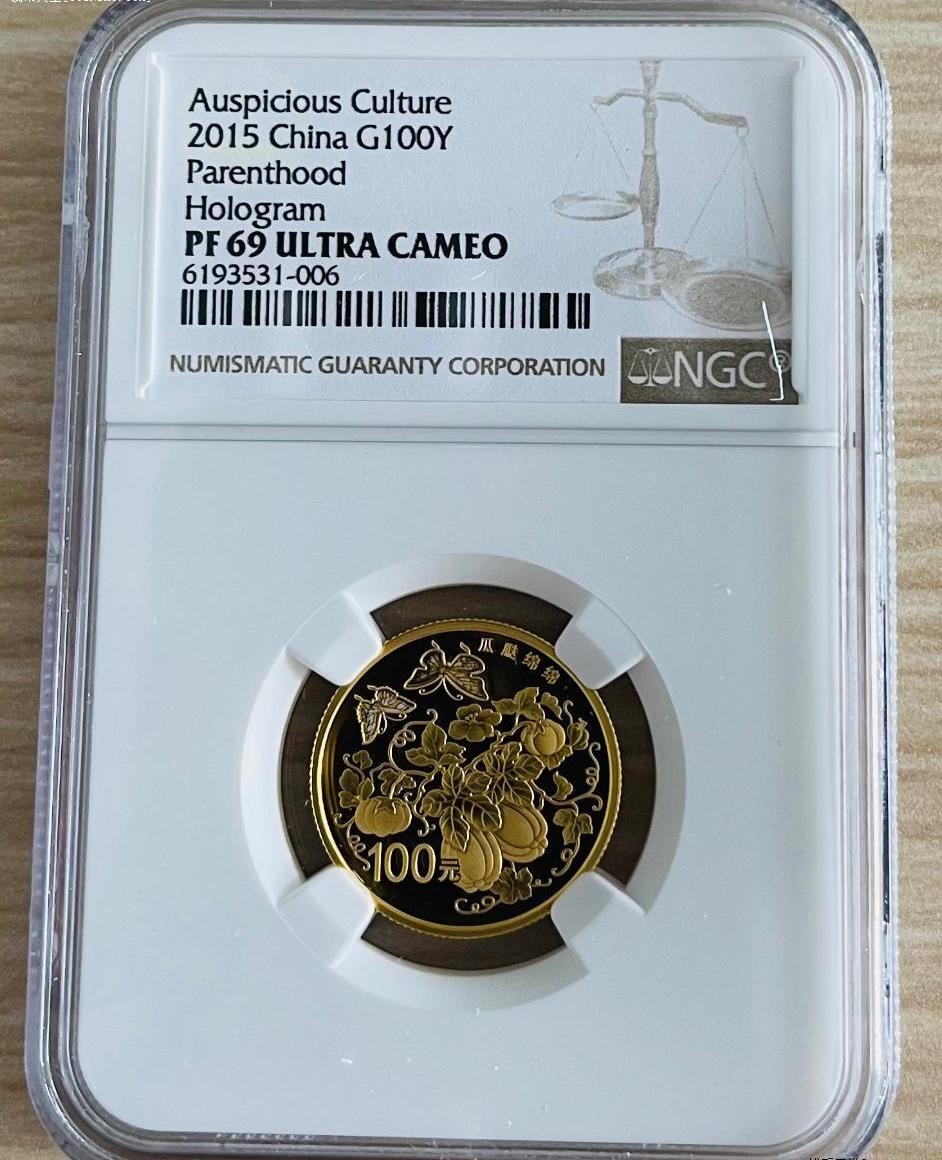 Auspicious Culture
2015 China G100Y
Parenthood
Hologram
PF 69 ULTRA CAMEO
6193531-006
NUMISMATIC GUARANTY CORPORATION
NGC®
瓜瓞绵绵
100元